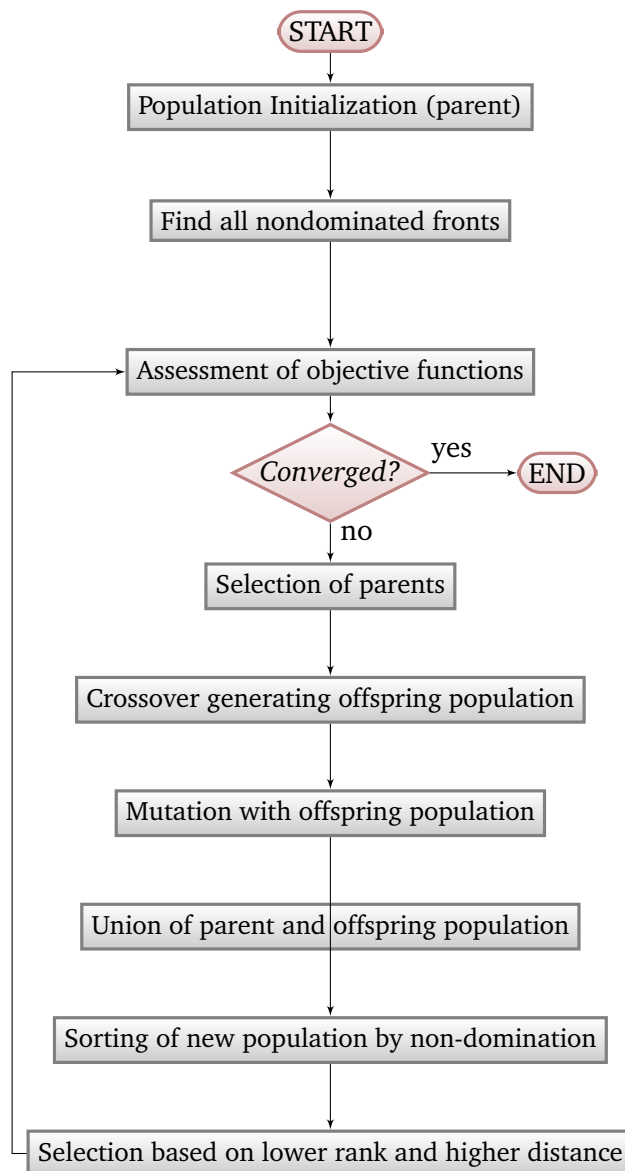 START
Population Initialization (parent)
Find all nondominated fronts
Assessment of objective functions
Converged?
yes
END
no
Selection of parents
Crossover generating offspring population
Mutation with offspring population
Union of parent and offspring population
Sorting of new population by non-domination
Selection based on lower rank and higher distance